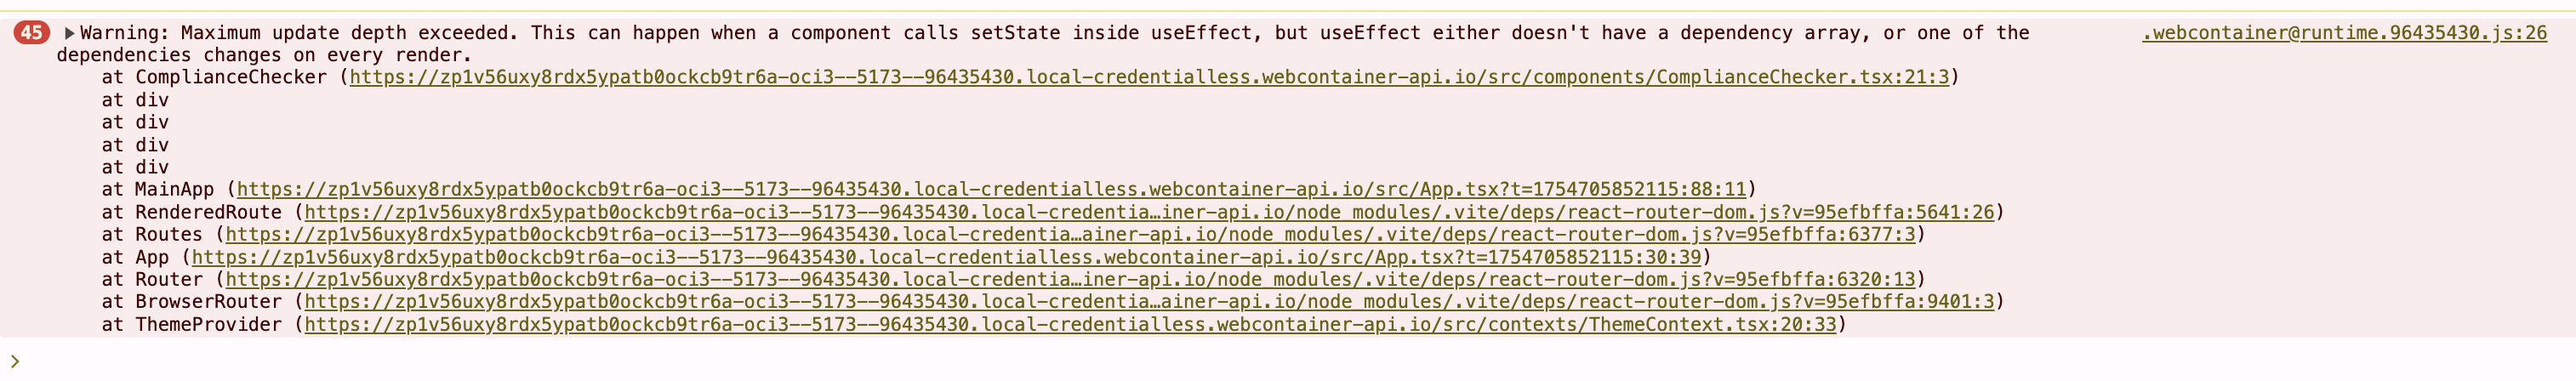 45 ▶Warning: Maximum update depth exceeded. This can happen when a component calls setState inside useEffect, but useEffect either doesn't have a dependency array, or one of the .webcontainer@runtime.96435430.js:26
dependencies changes on every render.
at ComplianceChecker (https://zp1v56uxy8rdx5ypatb0ockcb9tr6a-oci3--5173--96435430.local-credentialless.webcontainer-api.io/src/components/ComplianceChecker.tsx:21:3)
at div
at div
at div
at div
at MainApp (https://zp1v56uxy8rdx5ypatb0ockcb9tr6a-oci3--5173--96435430.local-credentialless.webcontainer-api.io/src/App.tsx?t=1754705852115:88:11)
at RenderedRoute (https://zp1v56uxy8rdx5ypatb0ockcb9tr6a-oci3--5173--96435430.local-credentia…iner-api.io/node_modules/.vite/deps/react-router-dom.js?v=95efbffa:5641:26)
at Routes (https://zp1v56uxy8rdx5ypatb0ockcb9tr6a-oci3--5173--96435430.local-credentia…ainer-api.io/node_modules/.vite/deps/react-router-dom.js?v=95efbffa:6377:3)
at App (https://zp1v56uxy8rdx5ypatb0ockcb9tr6a-oci3--5173--96435430.local-credentialless.webcontainer-api.io/src/App.tsx?t=1754705852115:30:39)
at Router (https://zp1v56uxy8rdx5ypatb0ockcb9tr6a-oci3--5173--96435430.local-credentia…iner-api.io/node_modules/.vite/deps/react-router-dom.js?v=95efbffa:6320:13)
at BrowserRouter (https://zp1v56uxy8rdx5ypatb0ockcb9tr6a-oci3--5173--96435430.local-credentia…ainer-api.io/node_modules/.vite/deps/react-router-dom.js?v=95efbffa:9401:3)
at ThemeProvider (https://zp1v56uxy8rdx5ypatb0ockcb9tr6a-oci3--5173--96435430.local-credentialless.webcontainer-api.io/src/contexts/ThemeContext.tsx:20:33)
>